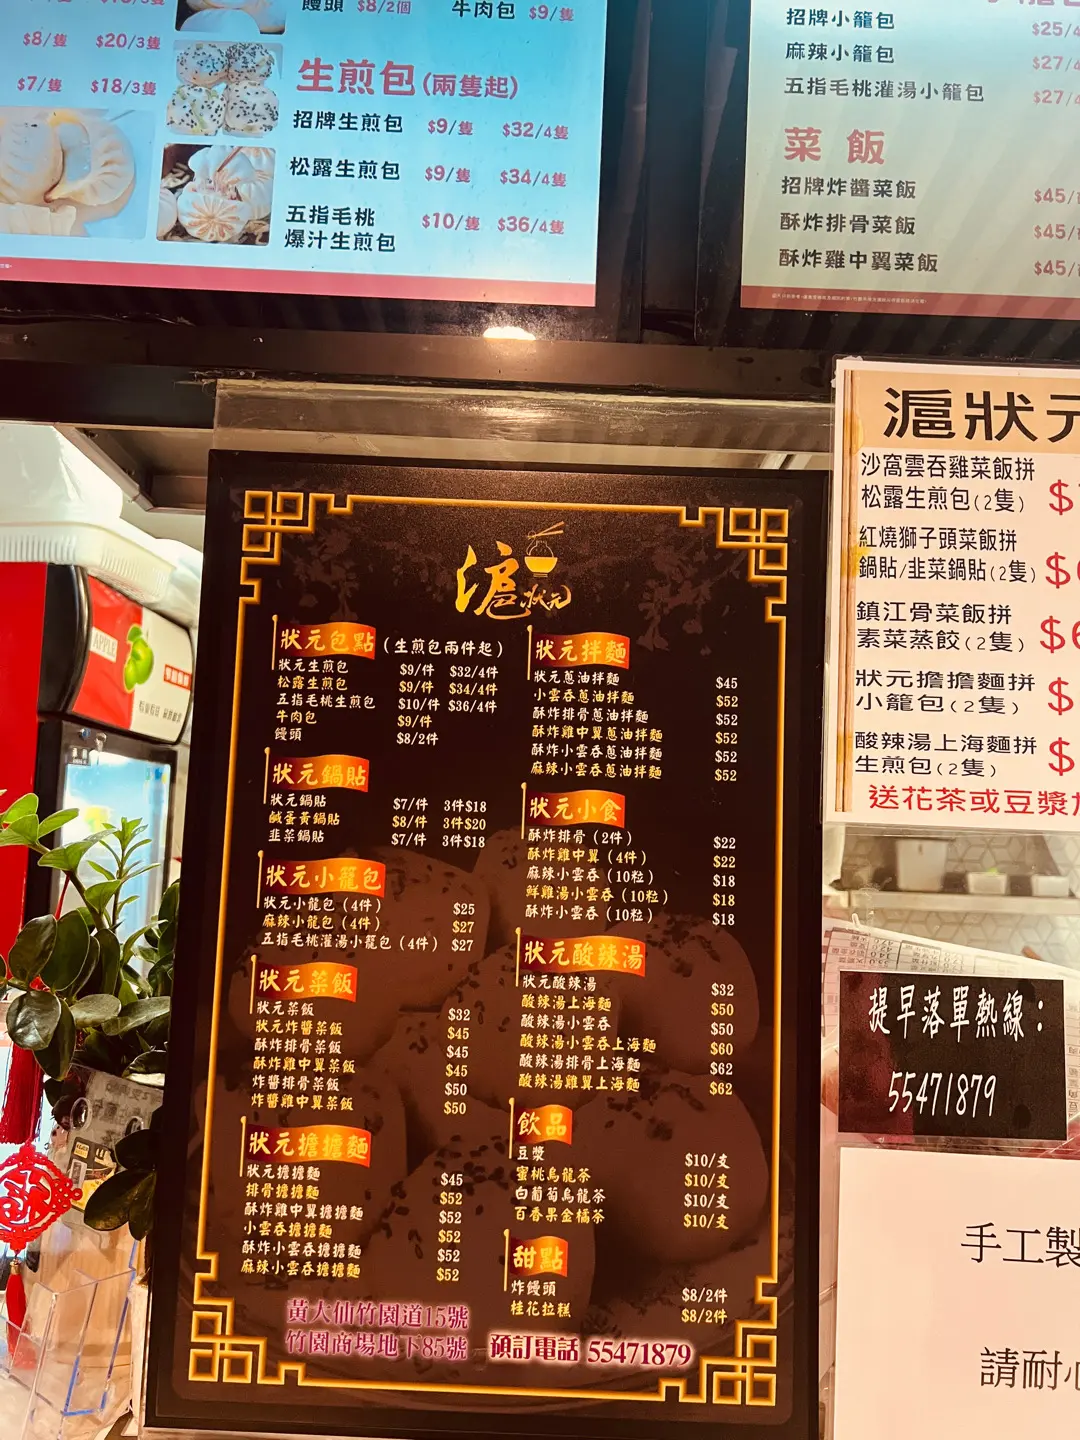 $8/隻 $20/3隻
$7/隻 $18/3隻
饅頭 $8/2個 牛肉包 $9/隻
生煎包(兩隻起)
招牌生煎包 $9/隻 $32/4隻
松露生煎包 $9/隻 $34/4隻
五指毛桃
爆汁生煎包 $10/隻 $36/4隻
招牌小籠包 $25/4
麻辣小籠包 $27/4
五指毛桃灌湯小籠包 $27/4
菜飯
招牌炸醬菜飯 $45/
酥炸排骨菜飯 $45/
酥炸雞中翼菜飯 $45/
滬狀元
沙窩雲吞雞菜飯拼
松露生煎包(2隻) $
紅燒獅子頭菜飯拼
鍋貼/韭菜鍋貼(2隻) $
鎮江骨菜飯拼
素菜蒸餃(2隻) $6
狀元擔擔麵拼
小籠包(2隻) $
酸辣湯上海麵拼
生煎包(2隻) $
送花茶或豆漿
提早落單熱線：
55471879
手工製
請耐心
APPLE
滬狀元
狀元包點(生煎包兩件起)
狀元生煎包 $9/件 $32/4件
松露生煎包 $9/件 $34/4件
五指毛桃生煎包 $10/件 $36/4件
牛肉包 $9/件
饅頭 $8/2件
狀元鍋貼
狀元鍋貼 $7/件 3件$18
鹹蛋黃鍋貼 $8/件 3件$20
韭菜鍋貼 $7/件 3件$18
狀元小籠包
狀元小龍包(4件) $25
麻辣小龍包(4件) $27
五指毛桃灌湯小籠包(4件) $27
狀元菜飯
狀元菜飯 $32
狀元炸醬菜飯 $45
酥炸排骨菜飯 $45
酥炸雞中翼菜飯 $45
炸醬排骨菜飯 $50
炸醬雞中翼菜飯 $50
狀元擔擔麵
狀元擔擔麵 $45
排骨擔擔麵 $52
酥炸雞中翼擔擔麵 $52
小雲吞擔擔麵 $52
酥炸小雲吞擔擔麵 $52
麻辣小雲吞擔擔麵 $52
狀元拌麵
狀元蔥油拌麵 $45
小雲吞蔥油拌麵 $52
酥炸排骨蔥油拌麵 $52
酥炸雞中翼蔥油拌麵 $52
酥炸小雲吞蔥油拌麵 $52
麻辣小雲吞蔥油拌麵 $52
狀元小食
酥炸排骨(2件) $22
酥炸雞中翼(4件) $22
麻辣小雲吞(10粒) $18
鮮雞湯小雲吞(10粒) $18
酥炸小雲吞(10粒) $18
狀元酸辣湯
狀元酸辣湯 $32
酸辣湯上海麵 $50
酸辣湯小雲吞 $50
酸辣湯小雲吞上海麵 $60
酸辣湯排骨上海麵 $62
酸辣湯雞翼上海麵 $62
飲品
豆漿 $10/支
蜜桃烏龍茶 $10/支
白葡萄烏龍茶 $10/支
百香果金橘茶 $10/支
甜點
炸饅頭 $8/2件
桂花拉糕 $8/2件
黃大仙竹園道15號
竹園商場地下85號
預訂電話 55471879